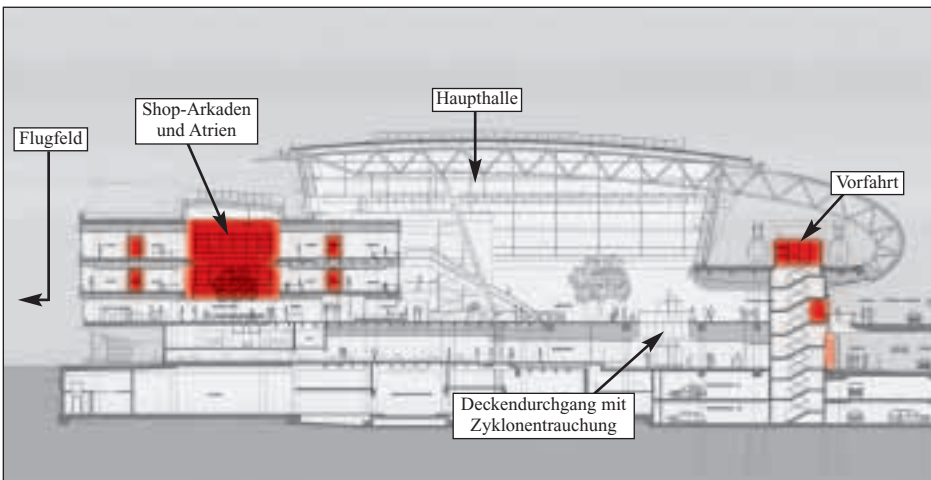 Haupthalle
Shop-Arkaden
und Atrien
Flugfeld
Vorfahrt
Deckendurchgang mit
Zyklonentrauchung